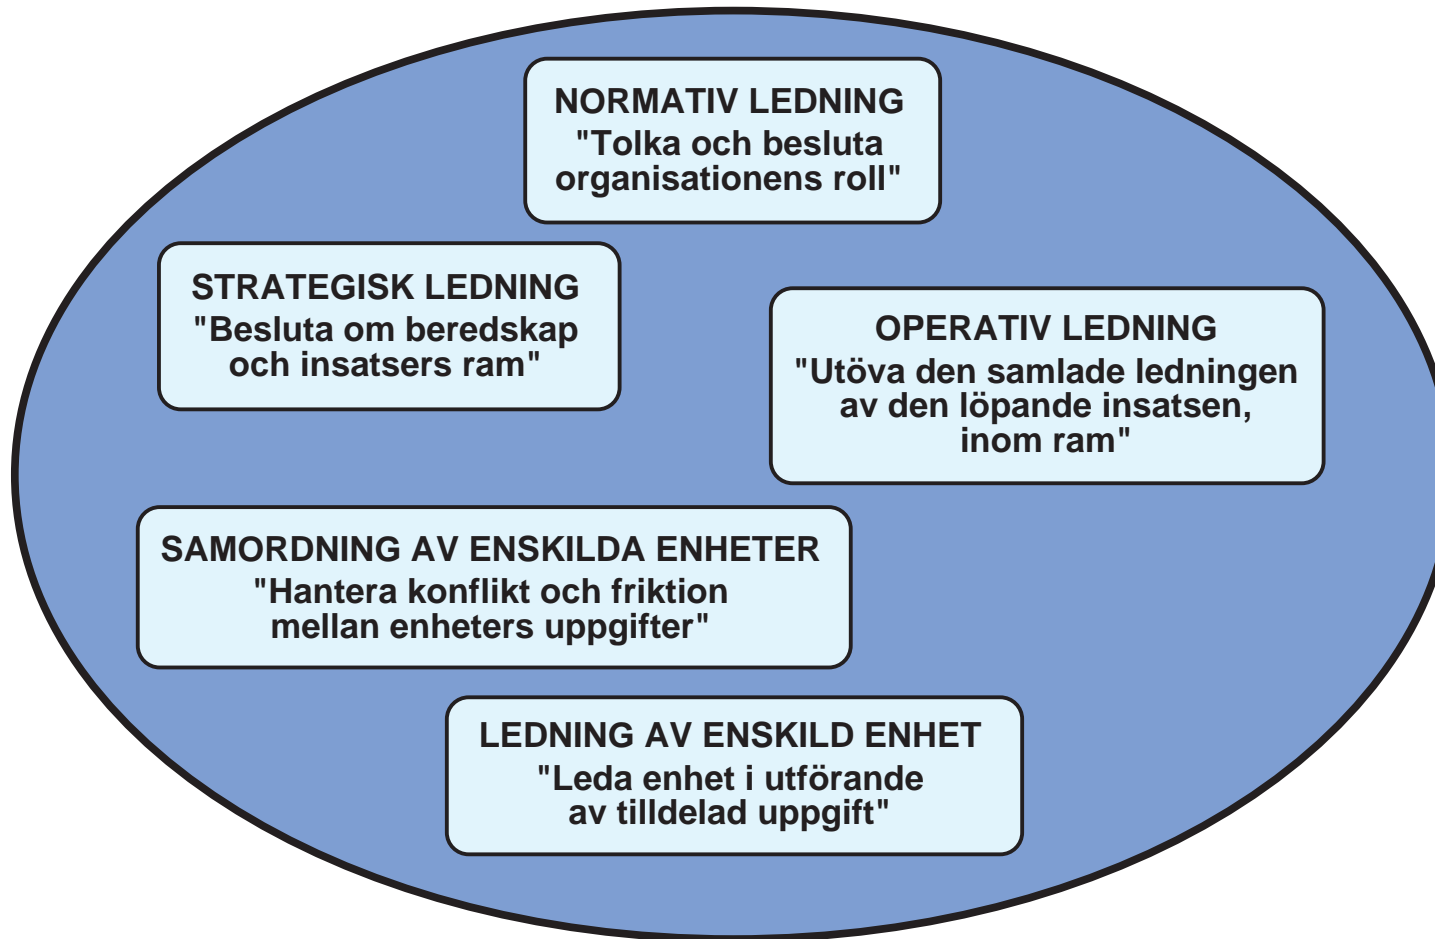 NORMATIV LEDNING
"Tolka och besluta
organisationens roll"
STRATEGISK LEDNING
"Besluta om beredskap
och insatsers ram"
OPERATIV LEDNING
"Utöva den samlade ledningen
av den löpande insatsen,
inom ram"
SAMORDNING AV ENSKILDA ENHETER
"Hantera konflikt och friktion
mellan enheters uppgifter"
LEDNING AV ENSKILD ENHET
"Leda enhet i utförande
av tilldelad uppgift"